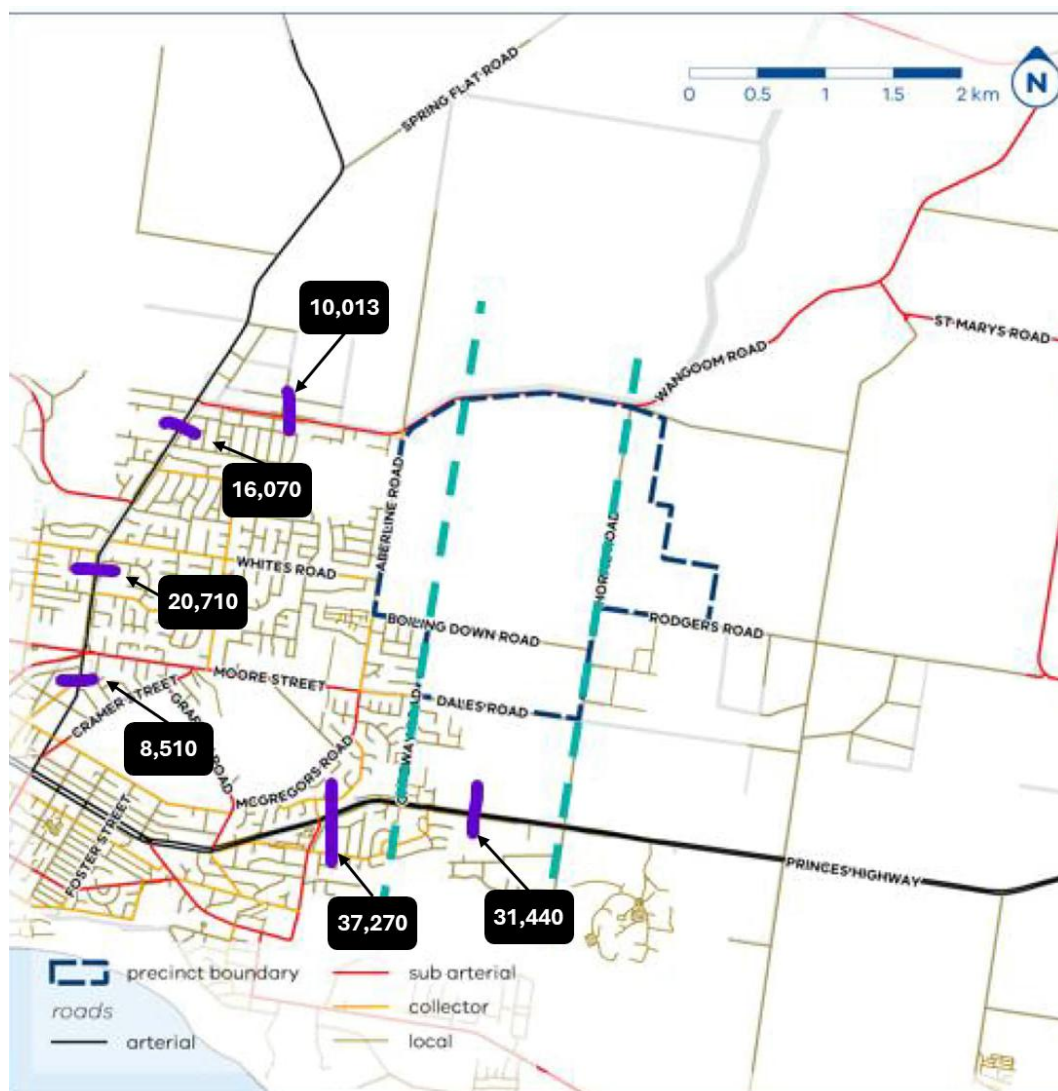 SPRING FLAT ROAD
0 0.5 1 1.5 2 km
N
10,013
ST MARYS ROAD
WANGOOM ROAD
16,070
ABERLINE ROAD
WHITES ROAD
20,710
BOILING DOWN ROAD
RODGERS ROAD
MOORE STREET
CRAMER STREET
DALES ROAD
8,510
ROAD
MCGREGORS ROAD
FOSTER STREET
PRINCES HIGHWAY
37,270
31,440
precinct boundary
roads
arterial
sub arterial
collector
local